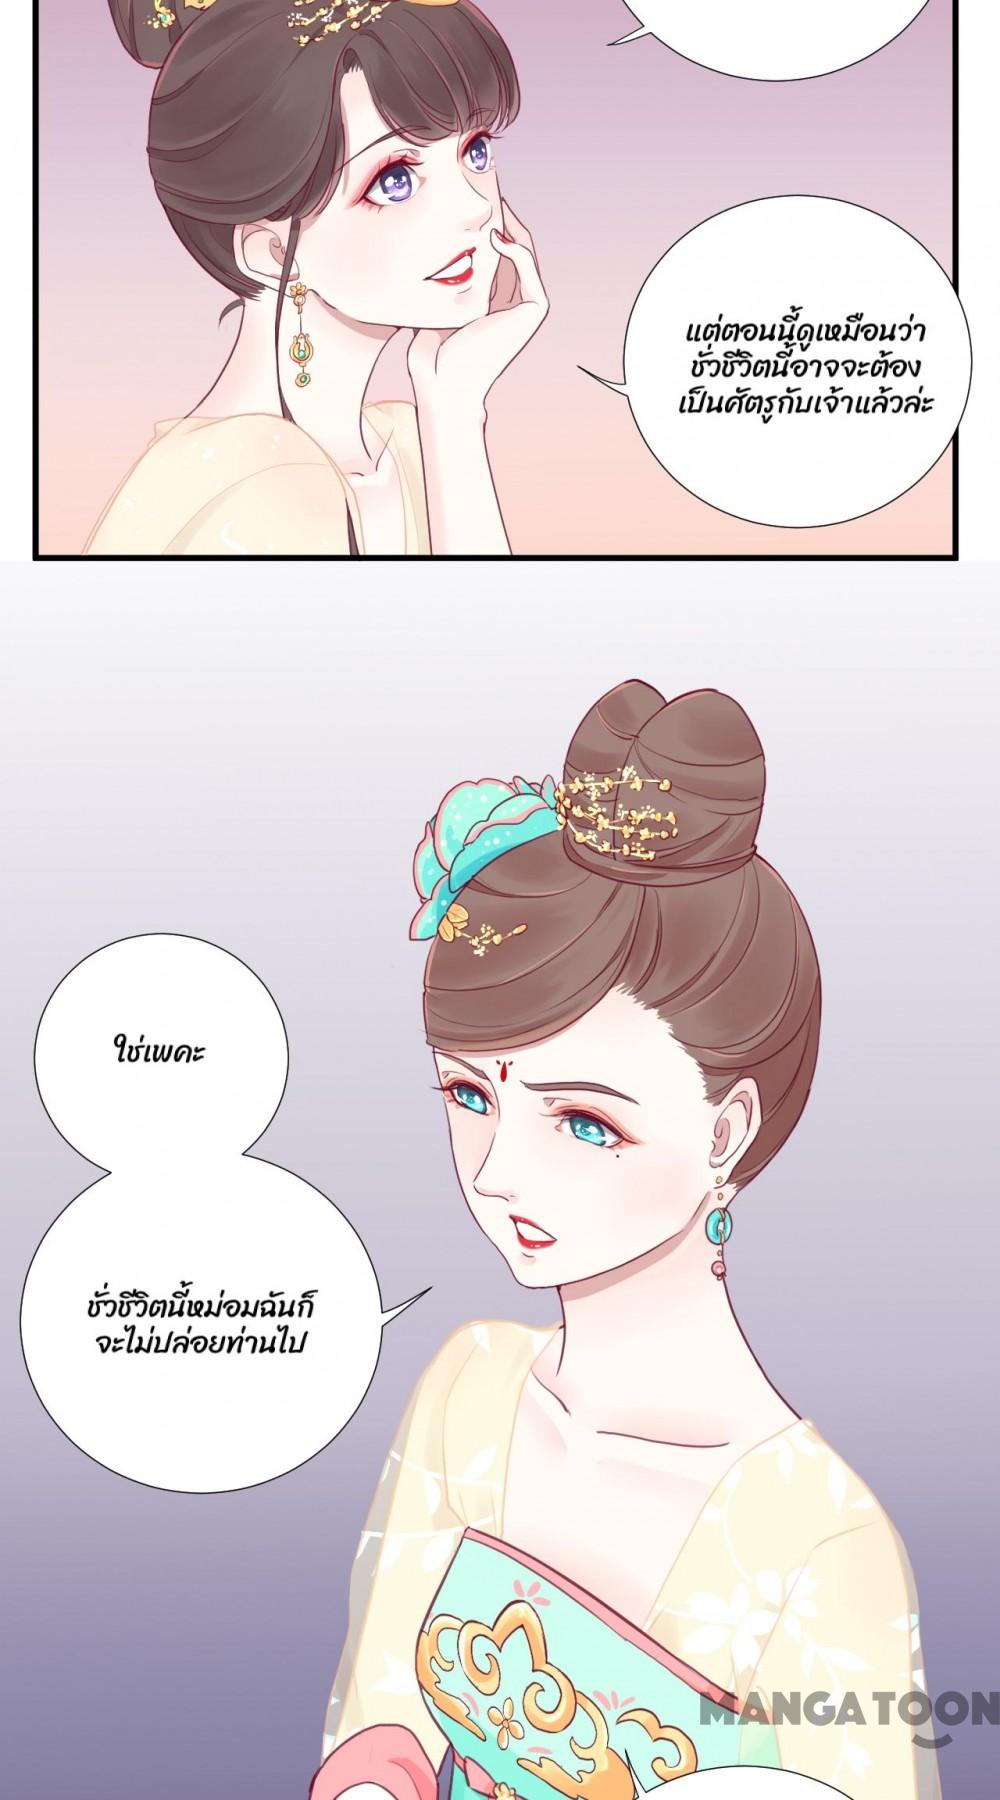 แต่ตอนนี้ดูเหมือนว่า
ชั่วชีวิตนี้อาจจะต้อง
เป็นศัตรูกับเจ้าแล้วล่ะ
ใช่เพคะ
ชั่วชีวิตนี้หม่อมฉันก็
จะไม่ปล่อยท่านไป
MANGATOON